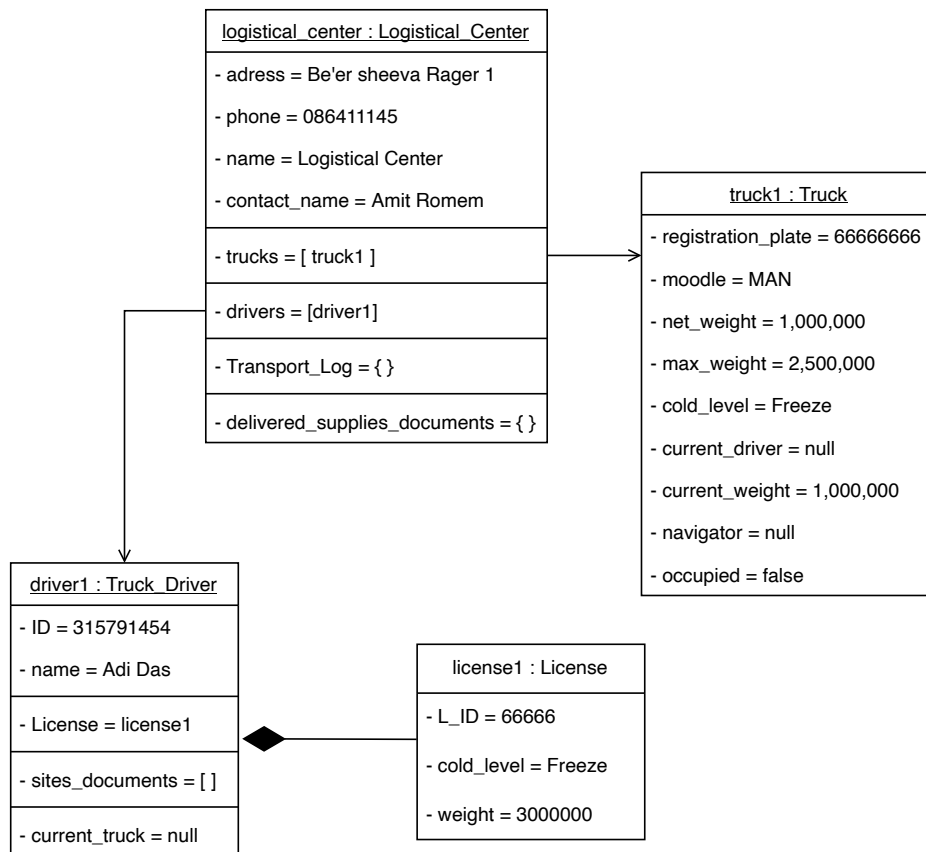 logistical_center : Logistical_Center
- adress = Be'er sheeva Rager 1
- phone = 086411145
- name = Logistical Center
- contact_name = Amit Romem
- trucks = [ truck1 ]
- drivers = [driver1]
- Transport_Log = { }
- delivered_supplies_documents = { }
truck1 : Truck
- registration_plate = 66666666
- moodle = MAN
- net_weight = 1,000,000
- max_weight = 2,500,000
- cold_level = Freeze
- current_driver = null
- current_weight = 1,000,000
- navigator = null
- occupied = false
driver1 : Truck_Driver
- ID = 315791454
- name = Adi Das
- License = license1
- sites_documents = [ ]
- current_truck = null
license1 : License
- L_ID = 66666
- cold_level = Freeze
- weight = 3000000